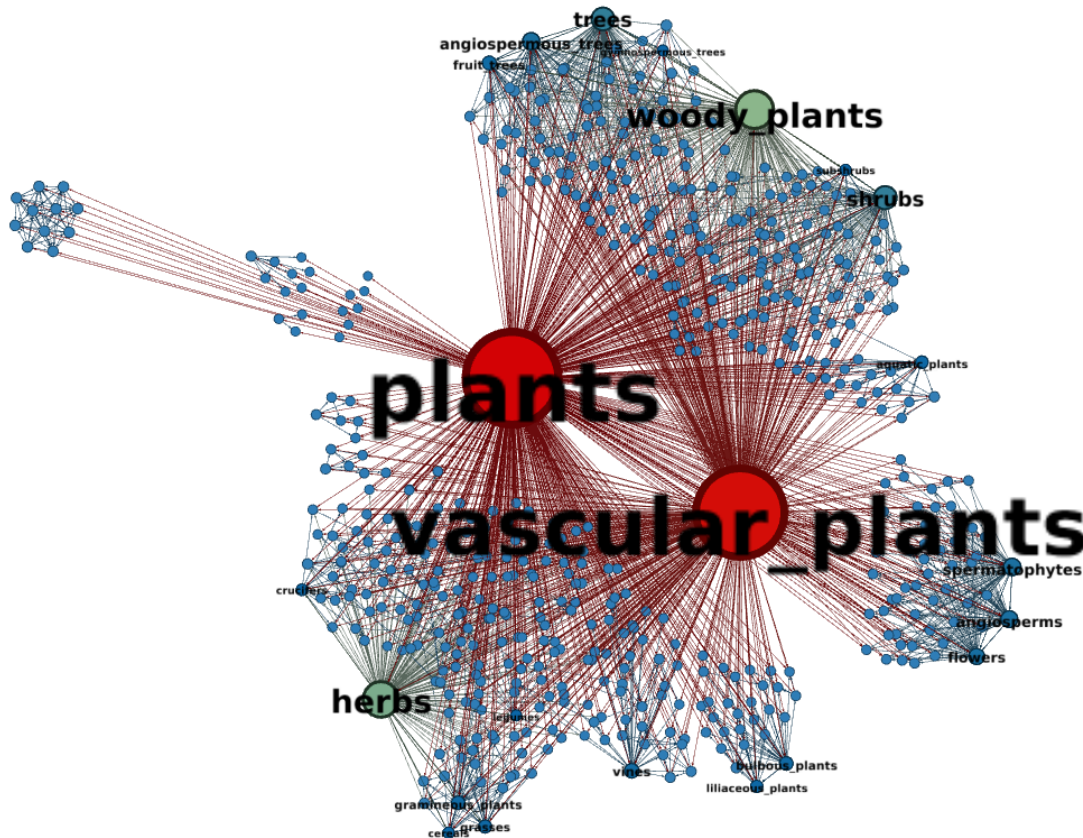 trees
angiospermous_trees
gymnospermous_trees
fruit_trees
woody_plants
subshrubs
shrubs
aquatic_plants
plants
vascular_plants
spermatophytes
crucifers
angiosperms
flowers
herbs
legumes
bulbous_plants
vines
liliaceous_plants
gramineous_plants
grasses
cereals